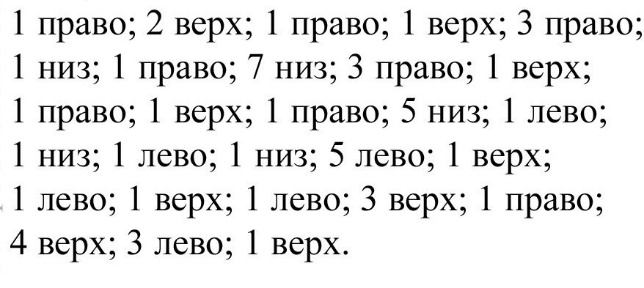 1 право; 2 верх; 1 право; 1 верх; 3 право;
1 низ; 1 право; 7 низ; 3 право; 1 верх;
1 право; 1 верх; 1 право; 5 низ; 1 лево;
1 низ; 1 лево; 1 низ; 5 лево; 1 верх;
1 лево; 1 верх; 1 лево; 3 верх; 1 право;
4 верх; 3 лево; 1 верх.